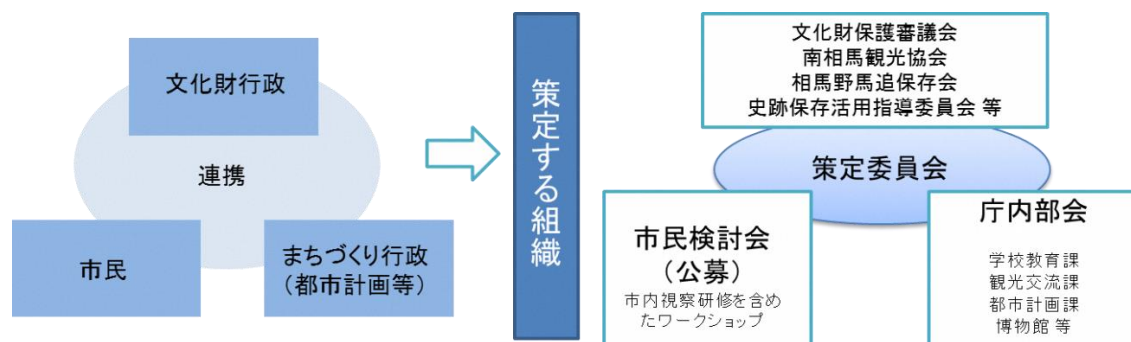 文化財行政
連携
市民
まちづくり行政
(都市計画等)
策定する組織
文化財保護審議会
南相馬観光協会
相馬野馬追保存会
史跡保存活用指導委員会 等
策定委員会
市民検討会
(公募)
市内視察研修を含め
たワークショップ
庁内部会
学校教育課
観光交流課
都市計画課
博物館 等